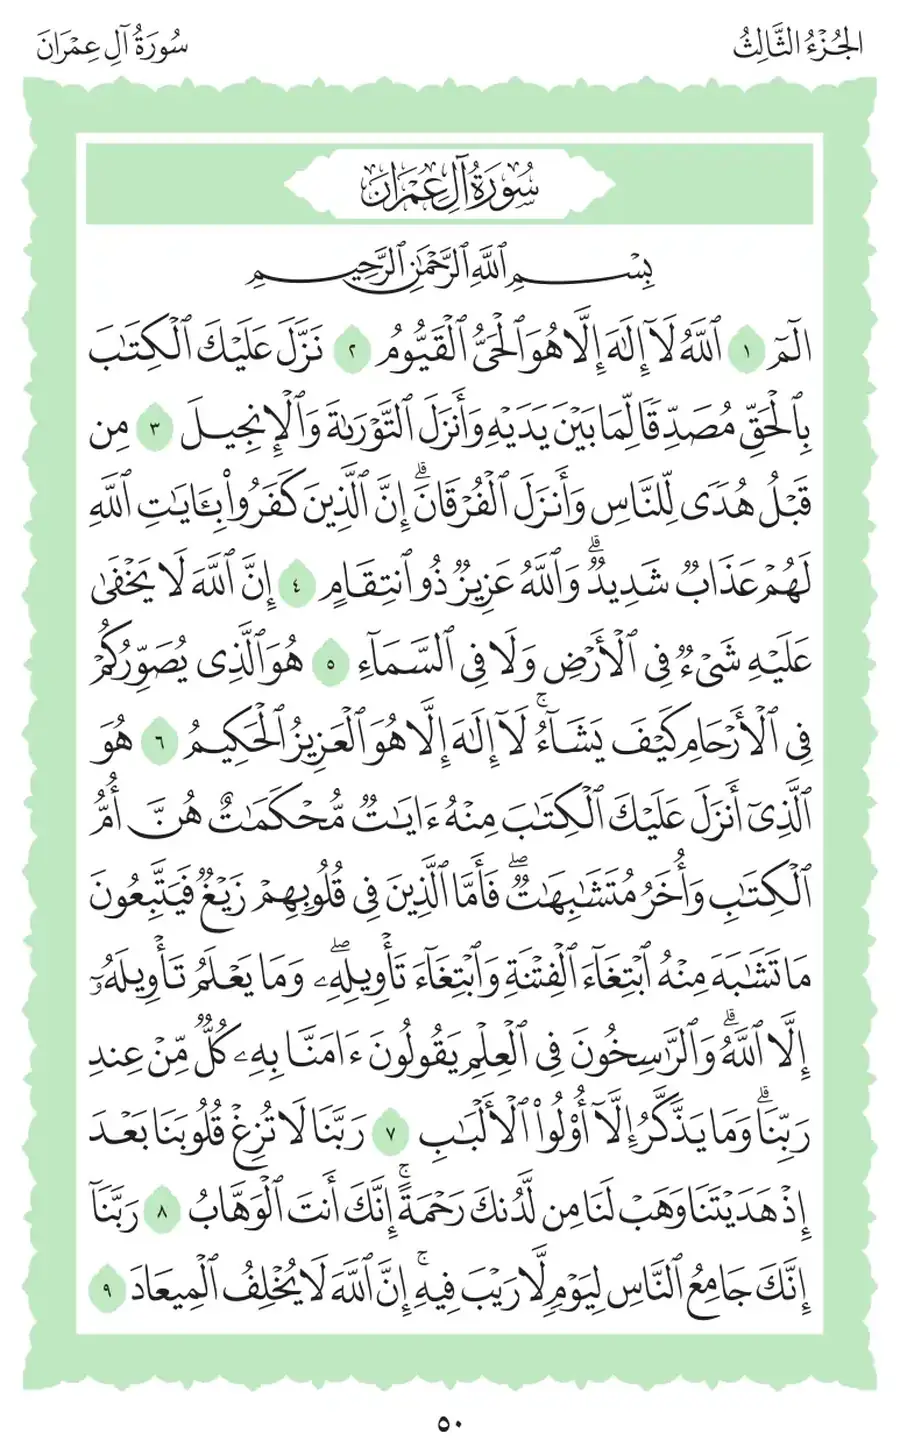 الجُزْءُ الثَّالِثُ
سُورَةُ آلِ عِمْرَانَ
سُورَةُ آلِ عِمْرَانَ
بِسْمِ ٱللَّهِ ٱلرَّحْمَٰنِ ٱلرَّحِيمِ
الٓمٓ ١ ٱللَّهُ لَآ إِلَٰهَ إِلَّا هُوَ ٱلْحَيُّ ٱلْقَيُّومُ ٢ نَزَّلَ عَلَيْكَ ٱلْكِتَٰبَ
بِٱلْحَقِّ مُصَدِّقًا لِّمَا بَيْنَ يَدَيْهِ وَأَنزَلَ ٱلتَّوْرَىٰةَ وَٱلْإِنجِيلَ ٣ مِن
قَبْلُ هُدًى لِّلنَّاسِ وَأَنزَلَ ٱلْفُرْقَانَۗ إِنَّ ٱلَّذِينَ كَفَرُوا۟ بِـَٔايَٰتِ ٱللَّهِ
لَهُمْ عَذَابٌ شَدِيدٌۗ وَٱللَّهُ عَزِيزٌ ذُو ٱنتِقَامٍ ٤ إِنَّ ٱللَّهَ لَا يَخْفَىٰ
عَلَيْهِ شَىْءٌ فِى ٱلْأَرْضِ وَلَا فِى ٱلسَّمَآءِ ٥ هُوَ ٱلَّذِى يُصَوِّرُكُمْ
فِى ٱلْأَرْحَامِ كَيْفَ يَشَآءُۚ لَآ إِلَٰهَ إِلَّا هُوَ ٱلْعَزِيزُ ٱلْحَكِيمُ ٦ هُوَ
ٱلَّذِىٓ أَنزَلَ عَلَيْكَ ٱلْكِتَٰبَ مِنْهُ ءَايَٰتٌ مُّحْكَمَٰتٌ هُنَّ أُمُّ
ٱلْكِتَٰبِ وَأُخَرُ مُتَشَٰبِهَٰتٌۖ فَأَمَّا ٱلَّذِينَ فِى قُلُوبِهِمْ زَيْغٌ فَيَتَّبِعُونَ
مَا تَشَٰبَهَ مِنْهُ ٱبْتِغَآءَ ٱلْفِتْنَةِ وَٱبْتِغَآءَ تَأْوِيلِهِۦۖ وَمَا يَعْلَمُ تَأْوِيلَهُۥٓ
إِلَّا ٱللَّهُۗ وَٱلرَّٰسِخُونَ فِى ٱلْعِلْمِ يَقُولُونَ ءَامَنَّا بِهِۦ كُلٌّ مِّنْ عِندِ
رَبِّنَاۗ وَمَا يَذَّكَّرُ إِلَّآ أُو۟لُوا۟ ٱلْأَلْبَٰبِ ٧ رَبَّنَا لَا تُزِغْ قُلُوبَنَا بَعْدَ
إِذْ هَدَيْتَنَا وَهَبْ لَنَا مِن لَّدُنكَ رَحْمَةًۚ إِنَّكَ أَنتَ ٱلْوَهَّابُ ٨ رَبَّنَآ
إِنَّكَ جَامِعُ ٱلنَّاسِ لِيَوْمٍ لَّا رَيْبَ فِيهِۚ إِنَّ ٱللَّهَ لَا يُخْلِفُ ٱلْمِيعَادَ ٩
٥٠